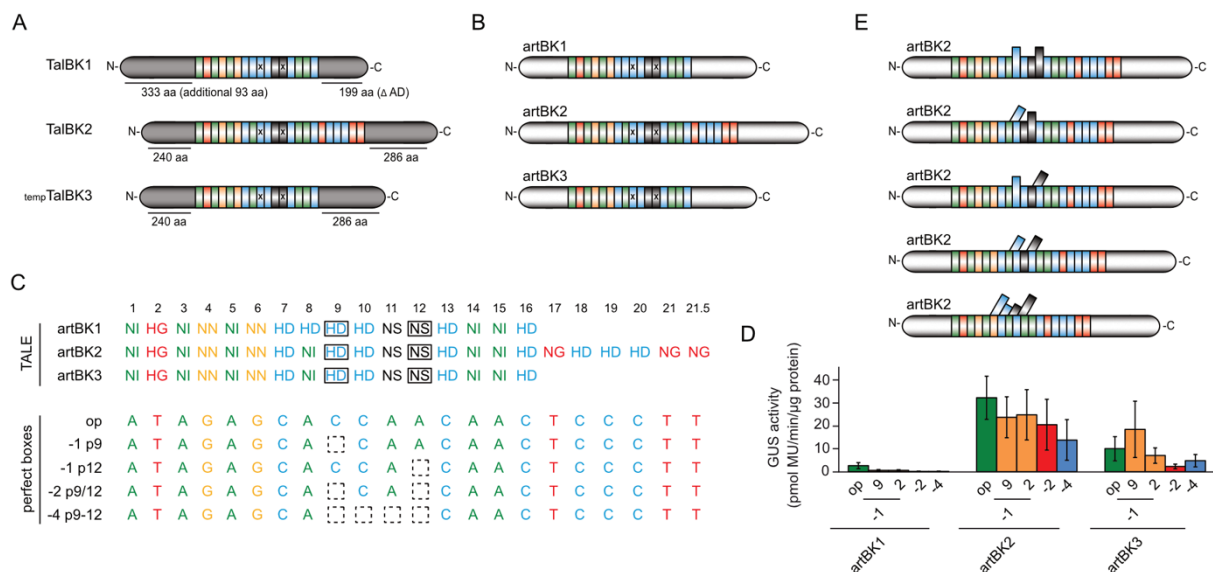 A
TalBK1
N-
-C
333 aa (additional 93 aa)
199 aa (Δ AD)
TalBK2
N-
-C
240 aa
286 aa
tempTalBK3
N-
-C
240 aa
286 aa
B
artBK1
N-
-C
artBK2
N-
-C
artBK3
N-
-C
C
1 2 3 4 5 6 7 8 9 10 11 12 13 14 15 16 17 18 19 20 21 21.5
TALE
artBK1 NI HG NI NN NI NN HD HD HD HD NS NS HD NI NI HD
artBK2 NI HG NI NN NI NN HD NI HD HD NS NS HD NI NI HD NG HD HD HD NG NG
artBK3 NI HG NI NN NI NN HD NI HD HD NS NS HD NI NI HD
perfect boxes
op A T A G A G C A C C A A C A A C T C C C T T
-1 p9 A T A G A G C A C A A C A A C T C C C T T
-1 p12 A T A G A G C A C C A C A A C T C C C T T
-2 p9/12 A T A G A G C A C A C A A C T C C C T T
-4 p9-12 A T A G A G C A C A A C T C C C T T
E
artBK2
N-
-C
artBK2
N-
-C
artBK2
N-
-C
artBK2
N-
-C
artBK2
N-
-C
D
GUS activity
(pmol MU/min/µg protein)
40
30
20
10
0
op 9 2 -2 -4
-1
artBK1
op 9 2 -2 -4
-1
artBK2
op 9 2 -2 -4
-1
artBK3